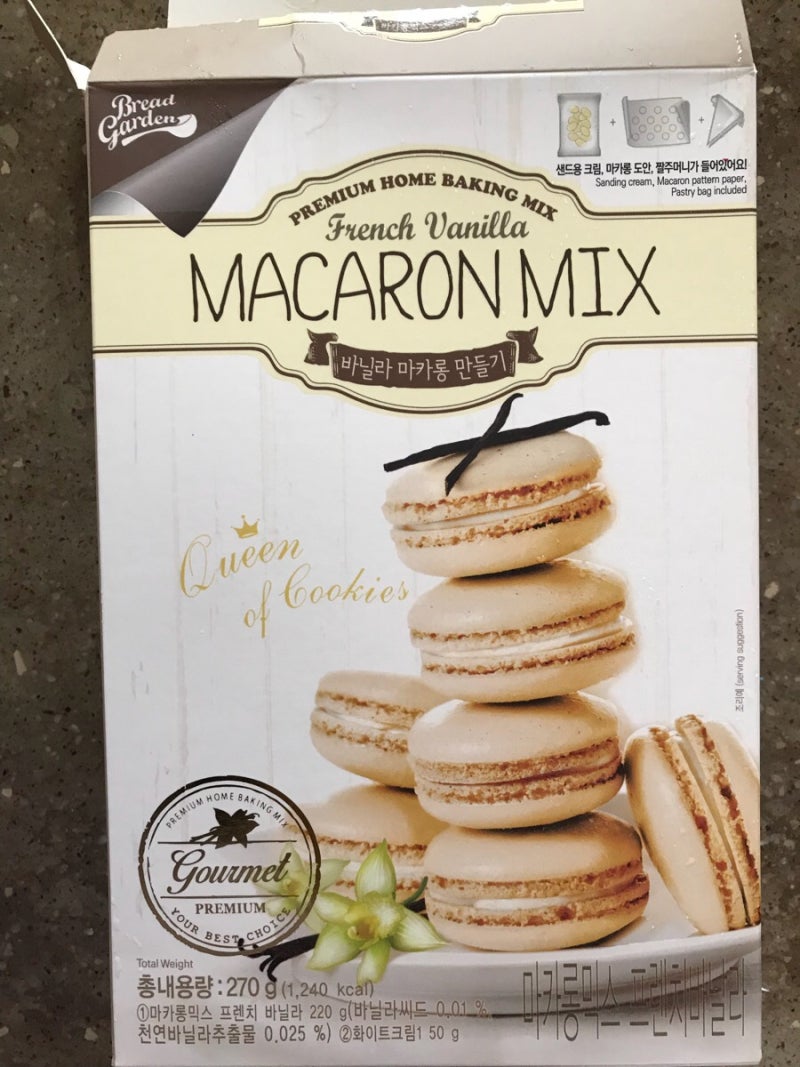 Bread
Garden
+
+
샌드용 크림, 마카롱 도안, 짤주머니가 들어있어요!
Sanding cream, Macaron pattern paper,
Pastry bag included
PREMIUM HOME BAKING MIX
French Vanilla
MACARON MIX
바닐라 마카롱 만들기
Queen
of Cookies
조리예 (serving suggestion)
PREMIUM HOME BAKING MIX
Gourmet
PREMIUM
YOUR BEST CHOICE
Total Weight
총내용량 : 270 g (1,240 kcal)
①마카롱믹스 프렌치 바닐라 220 g(바닐라씨드 0.01 %,
천연바닐라추출물 0.025 %) ②화이트크림1 50 g
마카롱믹스 프렌치바닐라